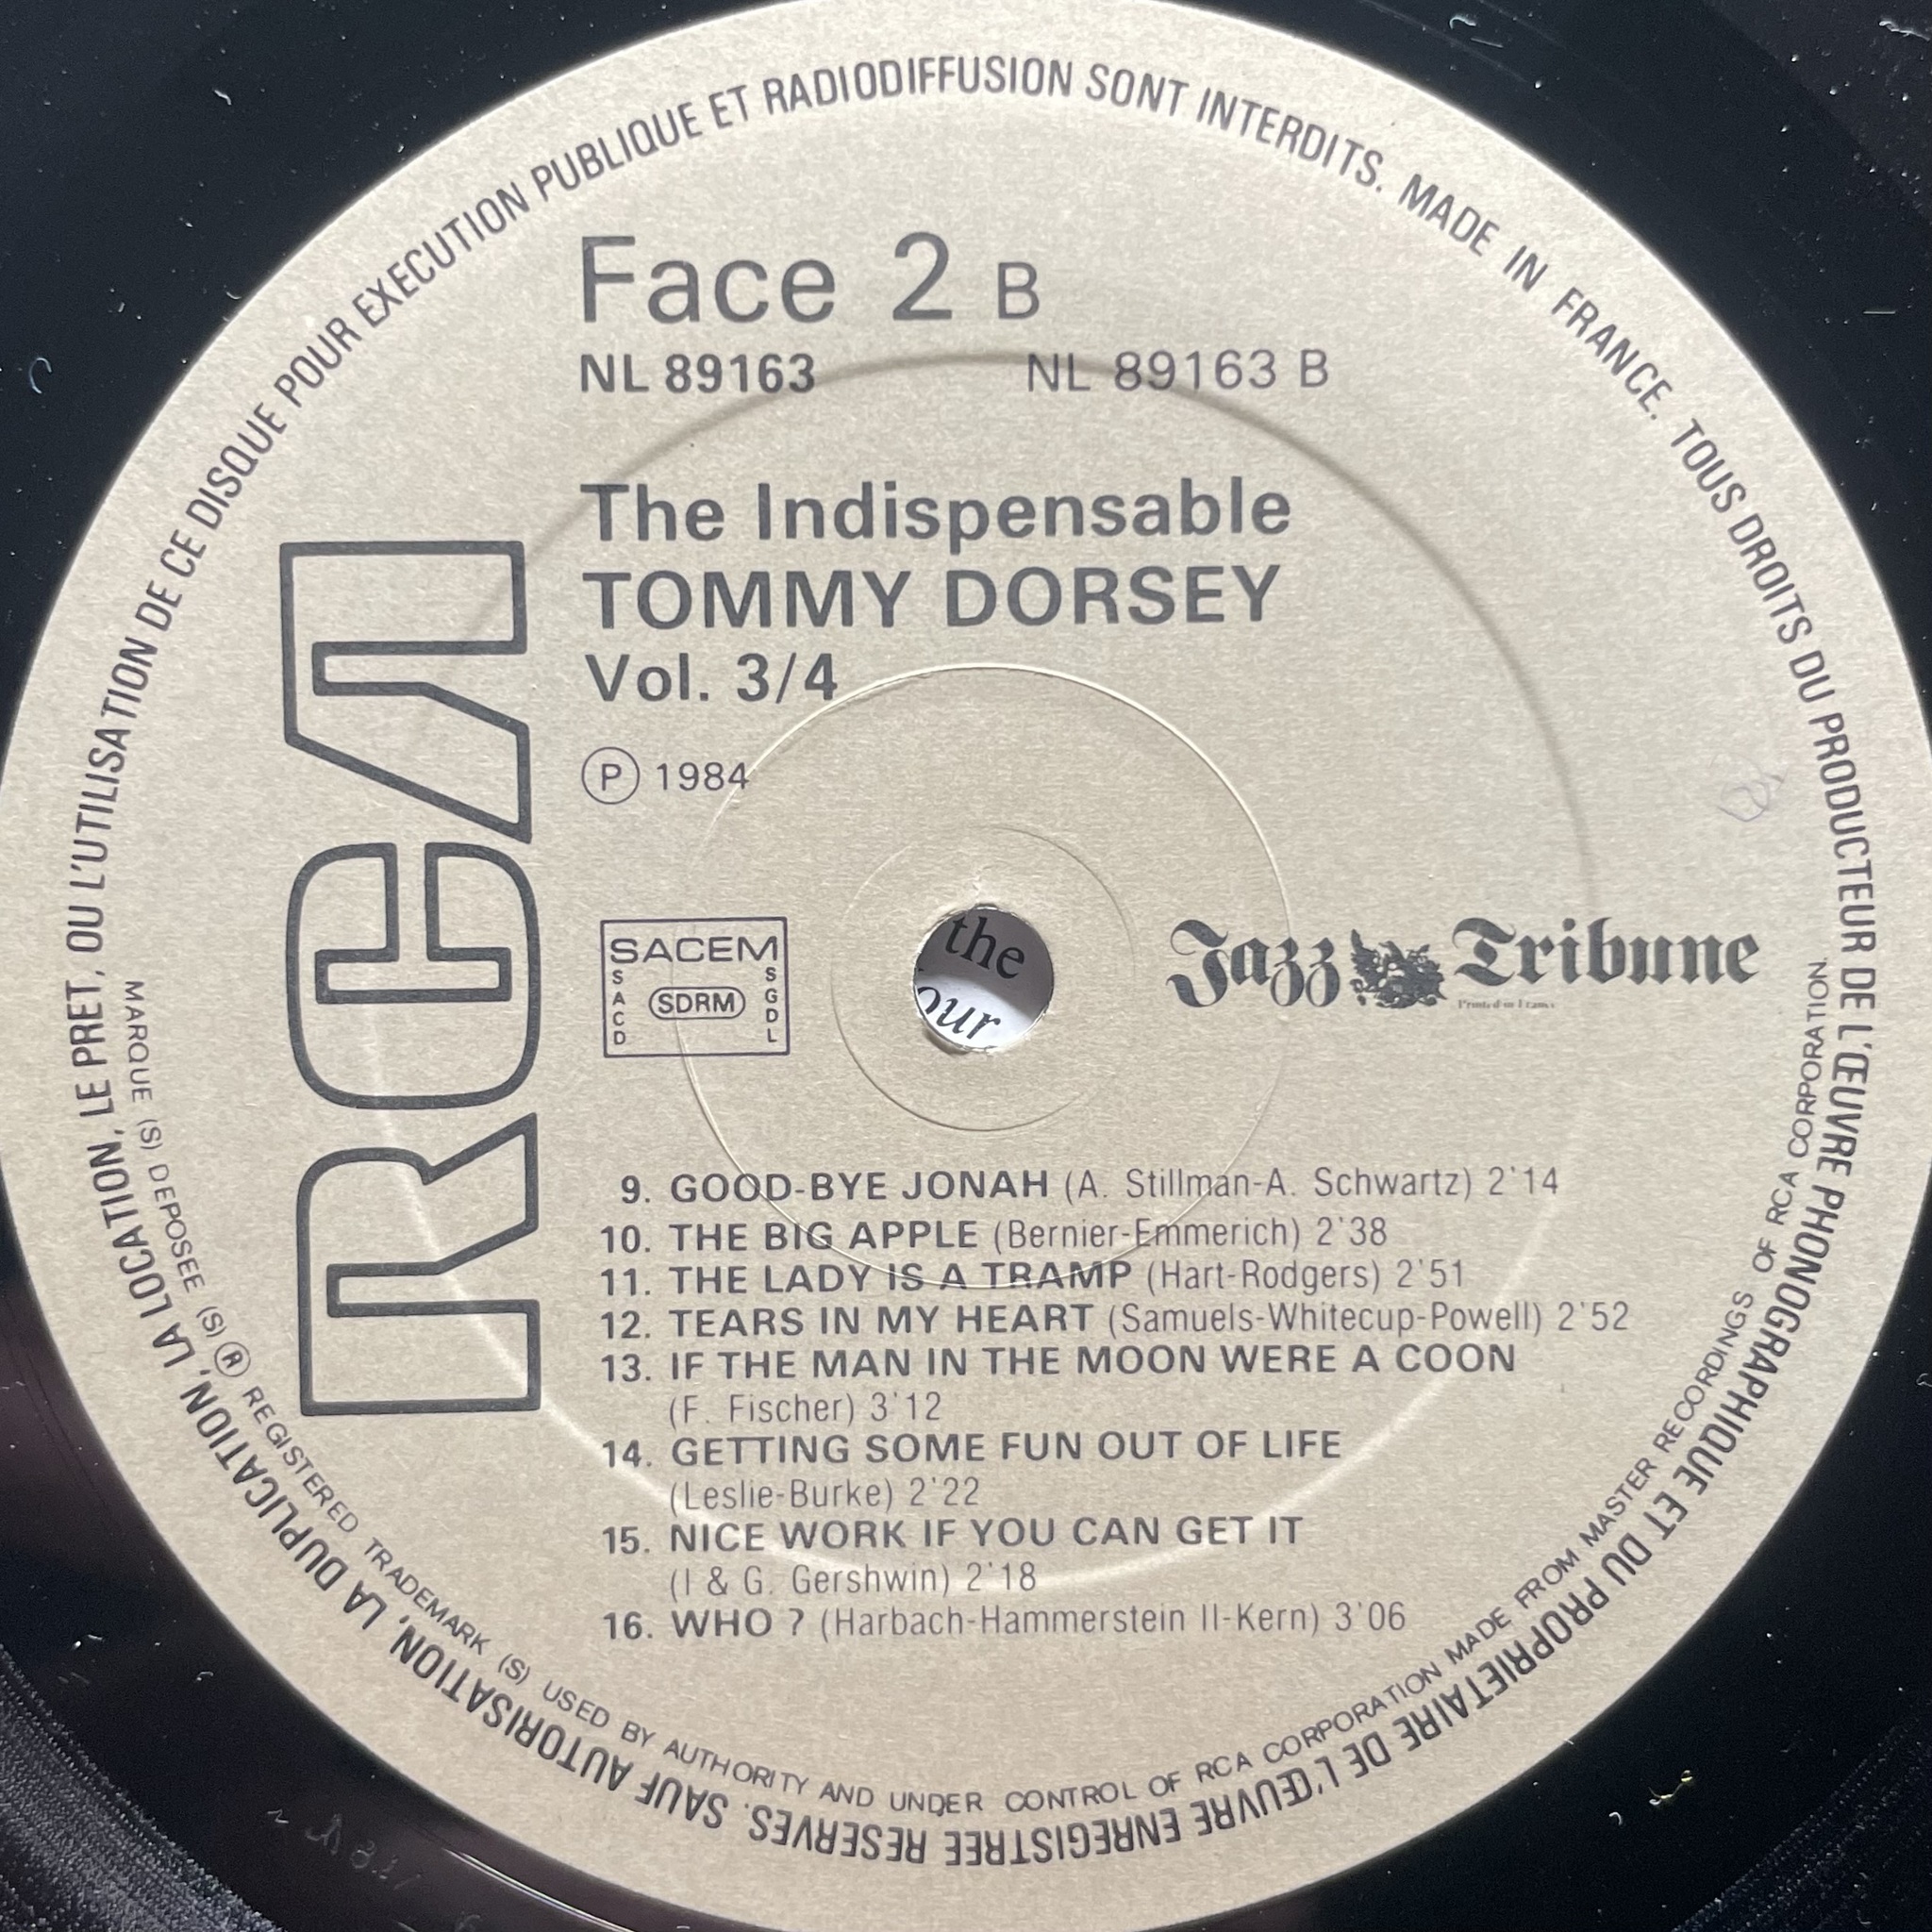 Face 2 B
NL 89163 NL 89163 B
The Indispensable
TOMMY DORSEY
Vol. 3/4
Ⓟ 1984
RCA
SACEM
SACD
SDRM
SGDL
the
our
Jazz Tribune
Printed in France
9. GOOD-BYE JONAH (A. Stillman-A. Schwartz) 2'14
10. THE BIG APPLE (Bernier-Emmerich) 2'38
11. THE LADY IS A TRAMP (Hart-Rodgers) 2'51
12. TEARS IN MY HEART (Samuels-Whitecup-Powell) 2'52
13. IF THE MAN IN THE MOON WERE A COON
(F. Fischer) 3'12
14. GETTING SOME FUN OUT OF LIFE
(Leslie-Burke) 2'22
15. NICE WORK IF YOU CAN GET IT
(I & G. Gershwin) 2'18
16. WHO ? (Harbach-Hammerstein II-Kern) 3'06
TOUS DROITS DU PRODUCTEUR DE L'ŒUVRE PHONOGRAPHIQUE ET DU PROPRIETAIRE DE L'ŒUVRE ENREGISTREE RESERVES. SAUF AUTORISATION, LA DUPLICATION, LA LOCATION, LE PRET, OU L'UTILISATION DE CE DISQUE POUR EXECUTION PUBLIQUE ET RADIODIFFUSION SONT INTERDITS. MADE IN FRANCE.
MARQUE (S) DEPOSEE (S) ® REGISTERED TRADEMARK (S) USED BY AUTHORITY AND UNDER CONTROL OF RCA CORPORATION MADE FROM MASTER RECORDINGS OF RCA CORPORATION